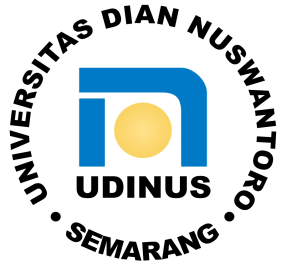 UNIVERSITAS DIAN NUSWANTORO
UDINUS
• SEMARANG •